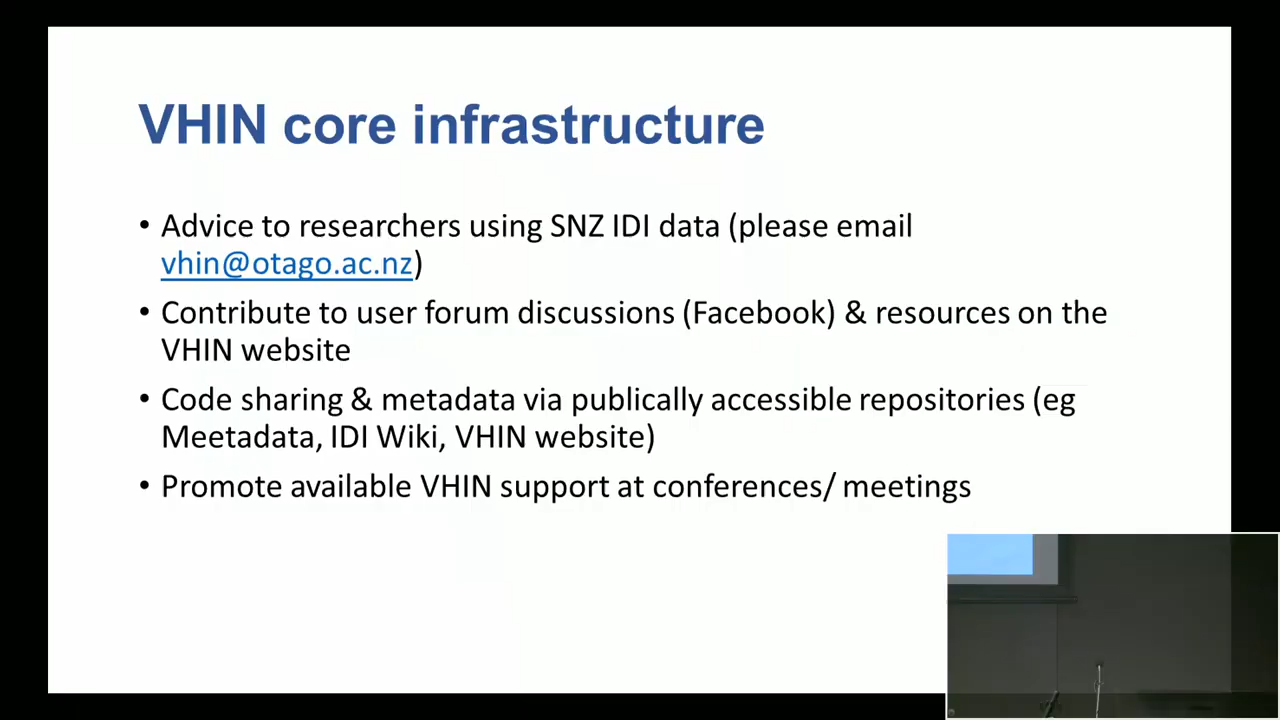 VHIN core infrastructure
• Advice to researchers using SNZ IDI data (please email
vhin@otago.ac.nz)
• Contribute to user forum discussions (Facebook) & resources on the
VHIN website
• Code sharing & metadata via publically accessible repositories (eg
Meetadata, IDI Wiki, VHIN website)
• Promote available VHIN support at conferences/ meetings